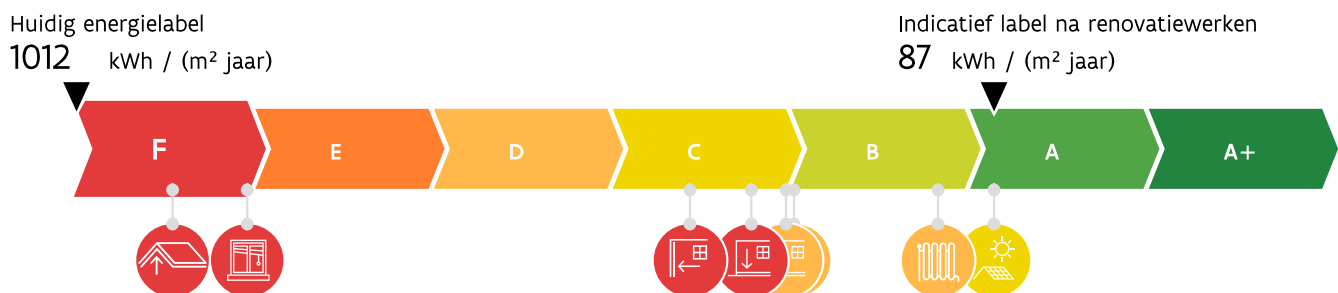 Huidig energielabel
1012 kWh / (m² jaar)
Indicatief label na renovatiewerken
87 kWh / (m² jaar)
F E D C B A A+